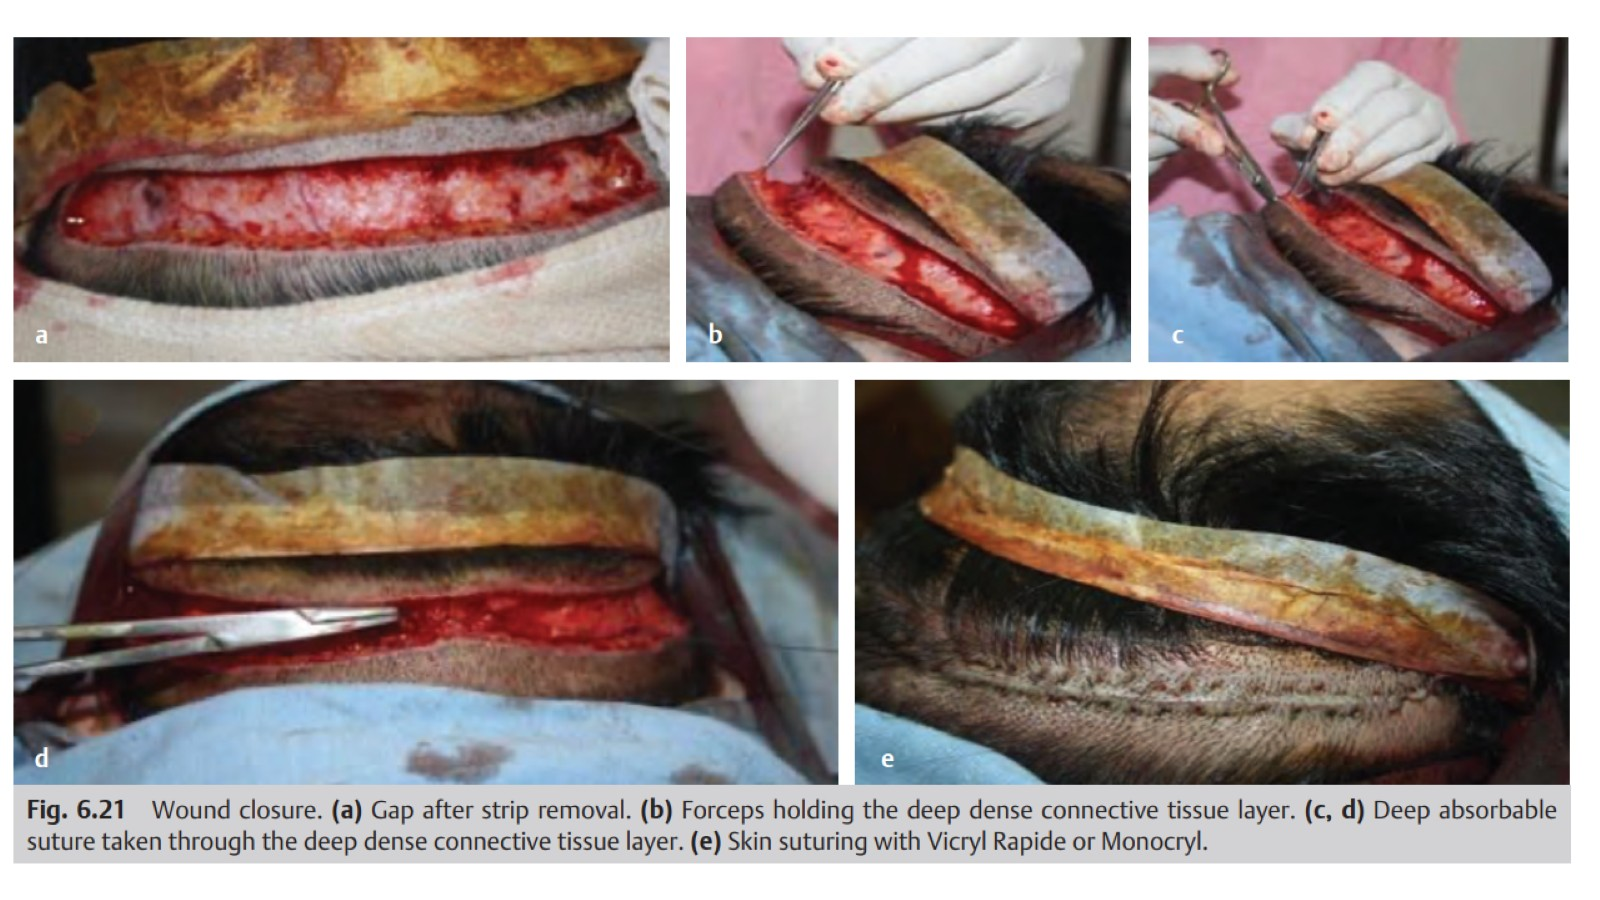 a
b
c
d
e
Fig. 6.21 Wound closure. (a) Gap after strip removal. (b) Forceps holding the deep dense connective tissue layer. (c, d) Deep absorbable
suture taken through the deep dense connective tissue layer. (e) Skin suturing with Vicryl Rapide or Monocryl.